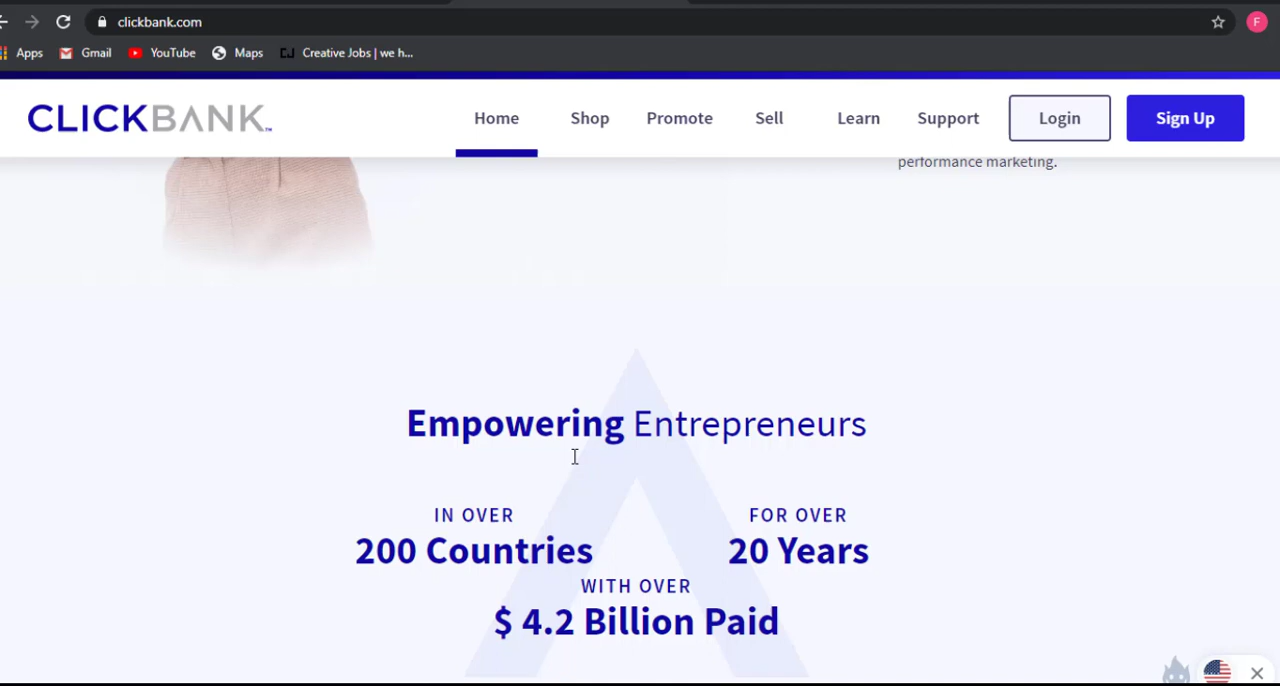 clickbank.com
F
Apps
Gmail
YouTube
Maps
Creative Jobs | we h...
CLICKBANK™
Home
Shop
Promote
Sell
Learn
Support
Login
Sign Up
performance marketing.
Empowering Entrepreneurs
IN OVER
200 Countries
FOR OVER
20 Years
WITH OVER
$ 4.2 Billion Paid